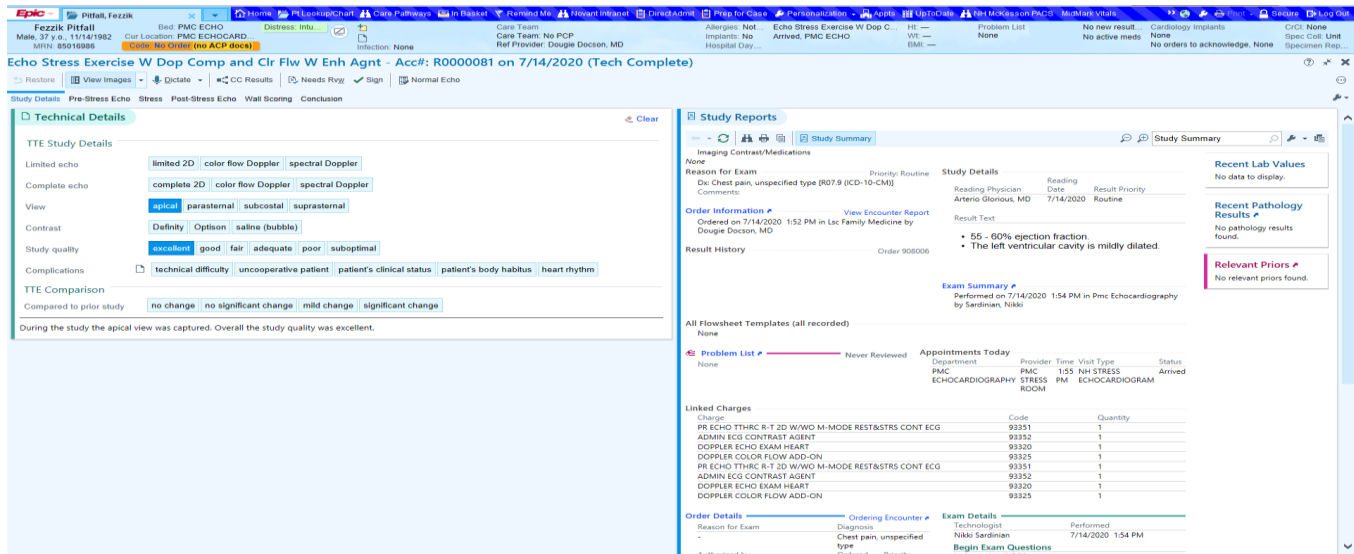 Epic Pitfall, Fezzik Home Pt Lookup/Chart Care Pathways In Basket Remind Me Novant Intranet DirectAdmit Prep for Case Personalization Appts UpToDate NH McKesson PACS MidMark Vitals Print Secure Log Out
Fezzik Pitfall
Male, 37 y.o., 11/14/1982
MRN: 85016986
Bed: PMC ECHO
Cur Location: PMC ECHOCARD...
Code: No Order (no ACP docs)
Distress: Intu...
Infection: None
Care Team
Care Team: No PCP
Ref Provider: Dougie Docson, MD
Allergies: Not...
Implants: No
Hospital Day...
Echo Stress Exercise W Dop C...
Arrived, PMC ECHO
Ht: —
Wt: —
BMI: —
Problem List
None
No new result...
No active meds
Cardiology Implants
None
No orders to acknowledge, None
CrCl: None
Spec Coll: Unit
Specimen Rep...
Echo Stress Exercise W Dop Comp and Clr Flw W Enh Agnt - Acc#: R0000081 on 7/14/2020 (Tech Complete)
Restore View Images Dictate CC Results Needs Rvw Sign Normal Echo
Study Details Pre-Stress Echo Stress Post-Stress Echo Wall Scoring Conclusion
Technical Details Clear
TTE Study Details
Limited echo limited 2D color flow Doppler spectral Doppler
Complete echo complete 2D color flow Doppler spectral Doppler
View apical parasternal subcostal suprasternal
Contrast Definity Optison saline (bubble)
Study quality excellent good fair adequate poor suboptimal
Complications technical difficulty uncooperative patient patient's clinical status patient's body habitus heart rhythm
TTE Comparison
Compared to prior study no change no significant change mild change significant change
During the study the apical view was captured. Overall the study quality was excellent.
Study Reports
Study Summary Study Summary
Imaging Contrast/Medications
None
Reason for Exam Priority: Routine
Dx: Chest pain, unspecified type [R07.9 (ICD-10-CM)]
Comments:
Order Information View Encounter Report
Ordered on 7/14/2020 1:52 PM in Lsc Family Medicine by
Dougie Docson, MD
Result History Order 908006
Study Details
Reading Physician Reading Date Result Priority
Arterio Glorious, MD 7/14/2020 Routine
Result Text
• 55 - 60% ejection fraction.
• The left ventricular cavity is mildly dilated.
Exam Summary
Performed on 7/14/2020 1:54 PM in Pmc Echocardiography
by Sardinian, Nikki
Recent Lab Values
No data to display.
Recent Pathology
Results
No pathology results
found.
Relevant Priors
No relevant priors found.
All Flowsheet Templates (all recorded)
None
Problem List Never Reviewed
None
Appointments Today
Department Provider Time Visit Type Status
PMC PMC 1:55 NH STRESS Arrived
ECHOCARDIOGRAPHY STRESS PM ECHOCARDIOGRAM
ROOM
Linked Charges
Charge Code Quantity
PR ECHO TTHRC R-T 2D W/WO M-MODE REST&STRS CONT ECG 93351 1
ADMIN ECG CONTRAST AGENT 93352 1
DOPPLER ECHO EXAM HEART 93320 1
DOPPLER COLOR FLOW ADD-ON 93325 1
PR ECHO TTHRC R-T 2D W/WO M-MODE REST&STRS CONT ECG 93351 1
ADMIN ECG CONTRAST AGENT 93352 1
DOPPLER ECHO EXAM HEART 93320 1
DOPPLER COLOR FLOW ADD-ON 93325 1
Order Details Ordering Encounter
Reason for Exam Diagnosis
- Chest pain, unspecified
type
Exam Details
Technologist Performed
Nikki Sardinian 7/14/2020 1:54 PM
Begin Exam Questions